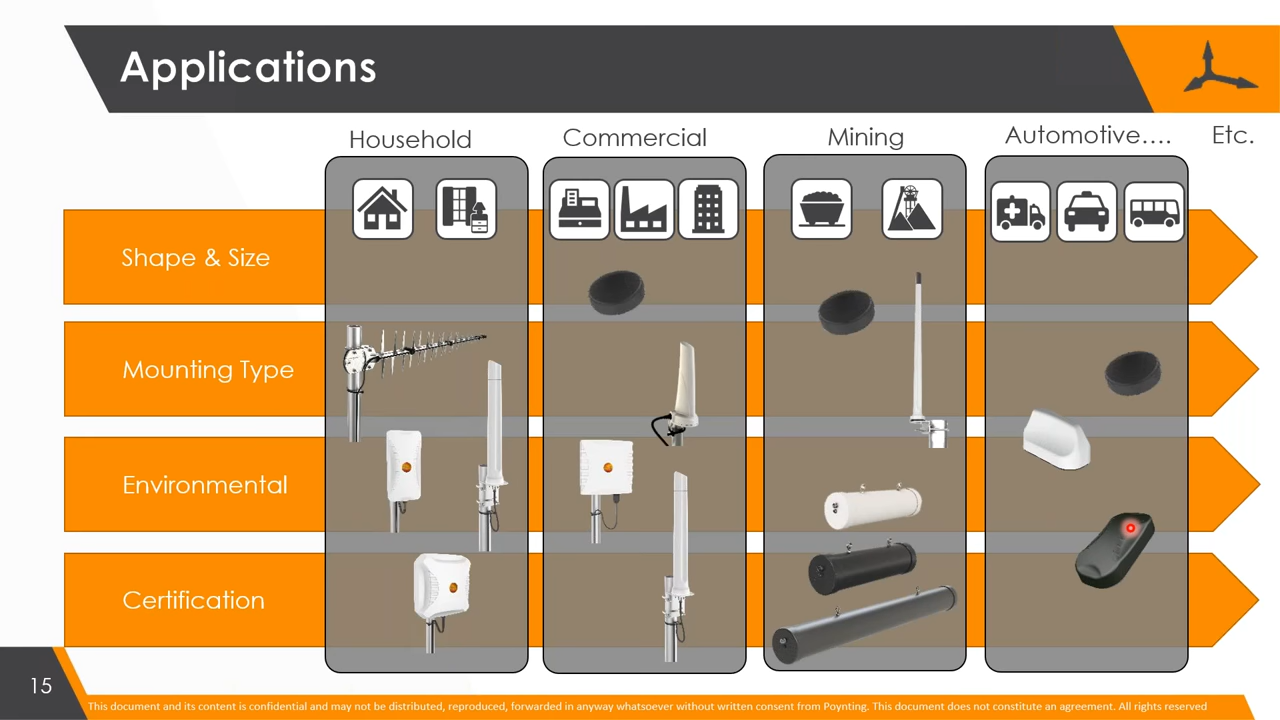 Applications
Household
Commercial
Mining
Automotive....
Etc.
Shape & Size
Mounting Type
Environmental
Certification
15
This document and its content is confidential and may not be distributed, reproduced, forwarded in anyway whatsoever without written consent from Poynting. This document does not constitute an agreement. All rights reserved